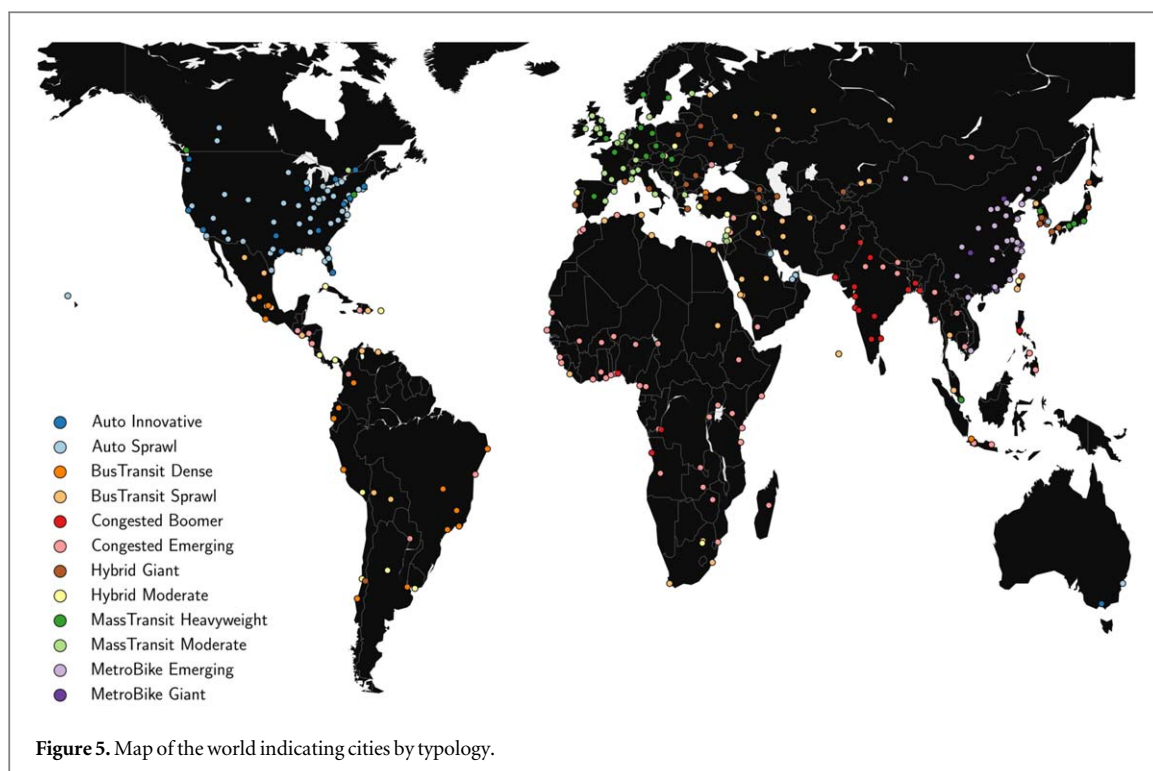 Auto Innovative
Auto Sprawl
BusTransit Dense
BusTransit Sprawl
Congested Boomer
Congested Emerging
Hybrid Giant
Hybrid Moderate
MassTransit Heavyweight
MassTransit Moderate
MetroBike Emerging
MetroBike Giant
Figure 5. Map of the world indicating cities by typology.